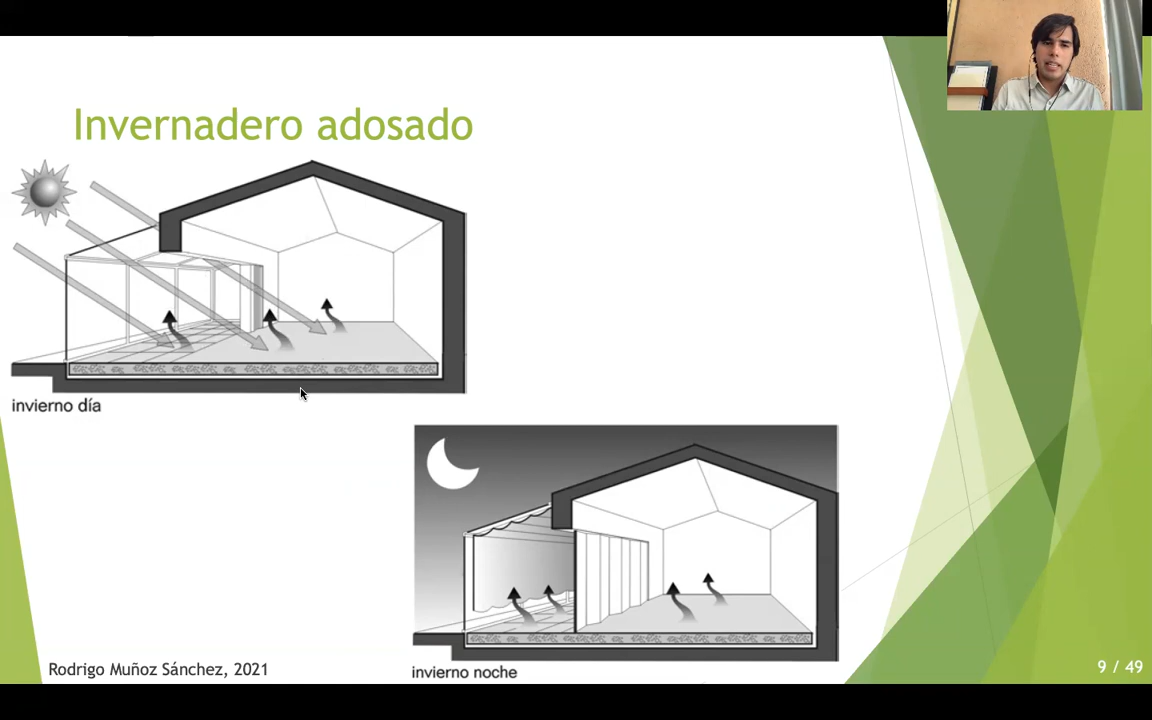 Invernadero adosado
invierno día
invierno noche
Rodrigo Muñoz Sánchez, 2021
9 / 49